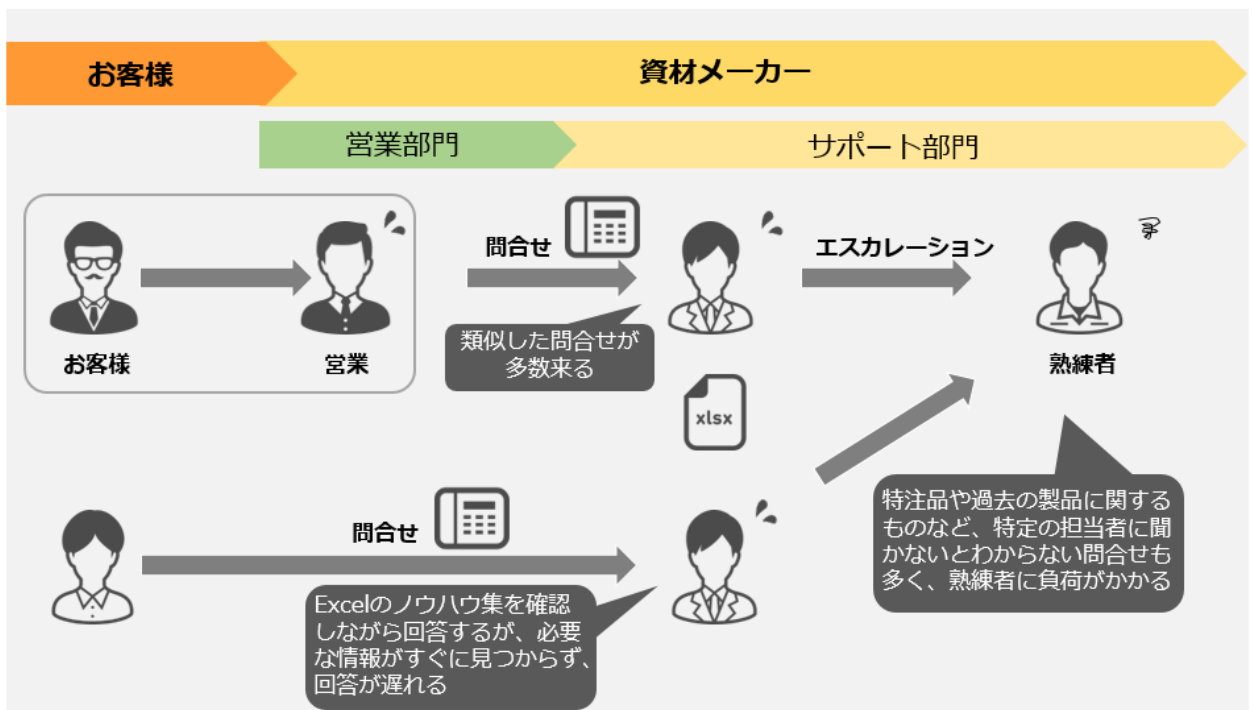 お客様
資材メーカー
営業部門
サポート部門
問合せ
エスカレーション
類似した問合せが
多数来る
お客様
営業
熟練者
xlsx
問合せ
特注品や過去の製品に関する
ものなど、特定の担当者に聞
かないとわからない問合せも
多く、熟練者に負荷がかかる
Excelのノウハウ集を確認
しながら回答するが、必要
な情報がすぐに見つからず、
回答が遅れる